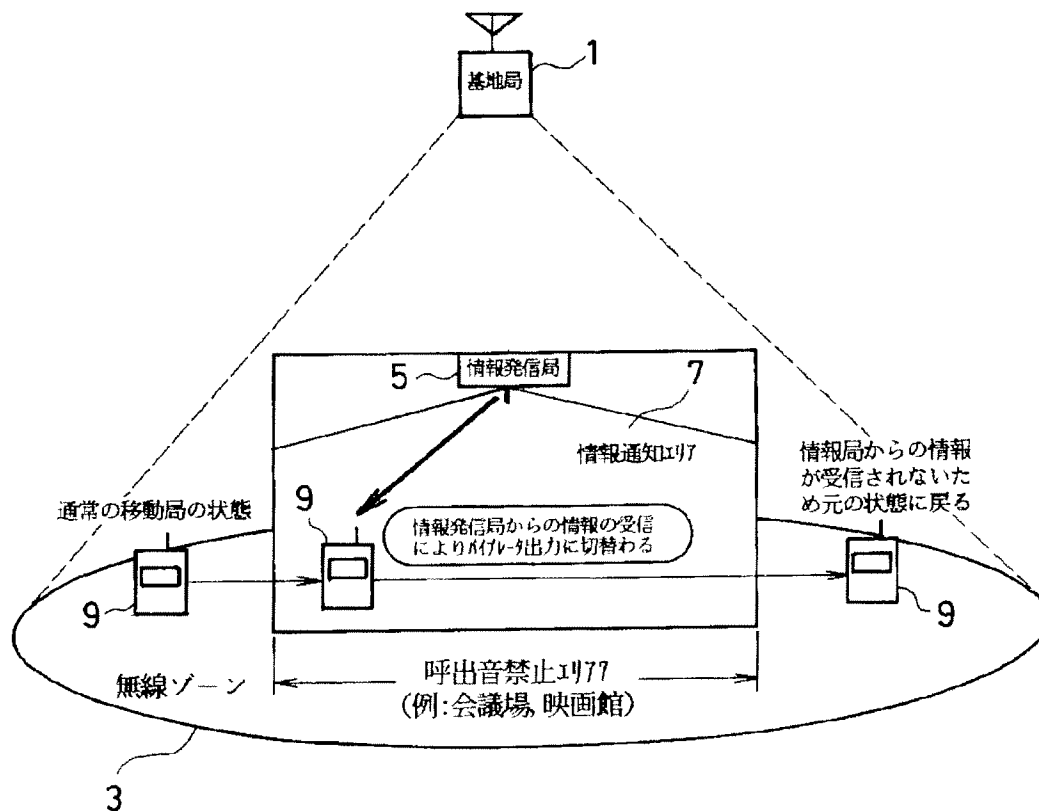 1
基地局
5
情報発信局
7
情報通知エリア
情報局からの情報
が受信されないた
め元の状態に戻る
通常の移動局の状態
9
情報発信局からの情報の受信
によりバイブレータ出力に切替わる
9
9
無線ゾーン
呼出音禁止エリア7
(例:会議場,映画館)
3